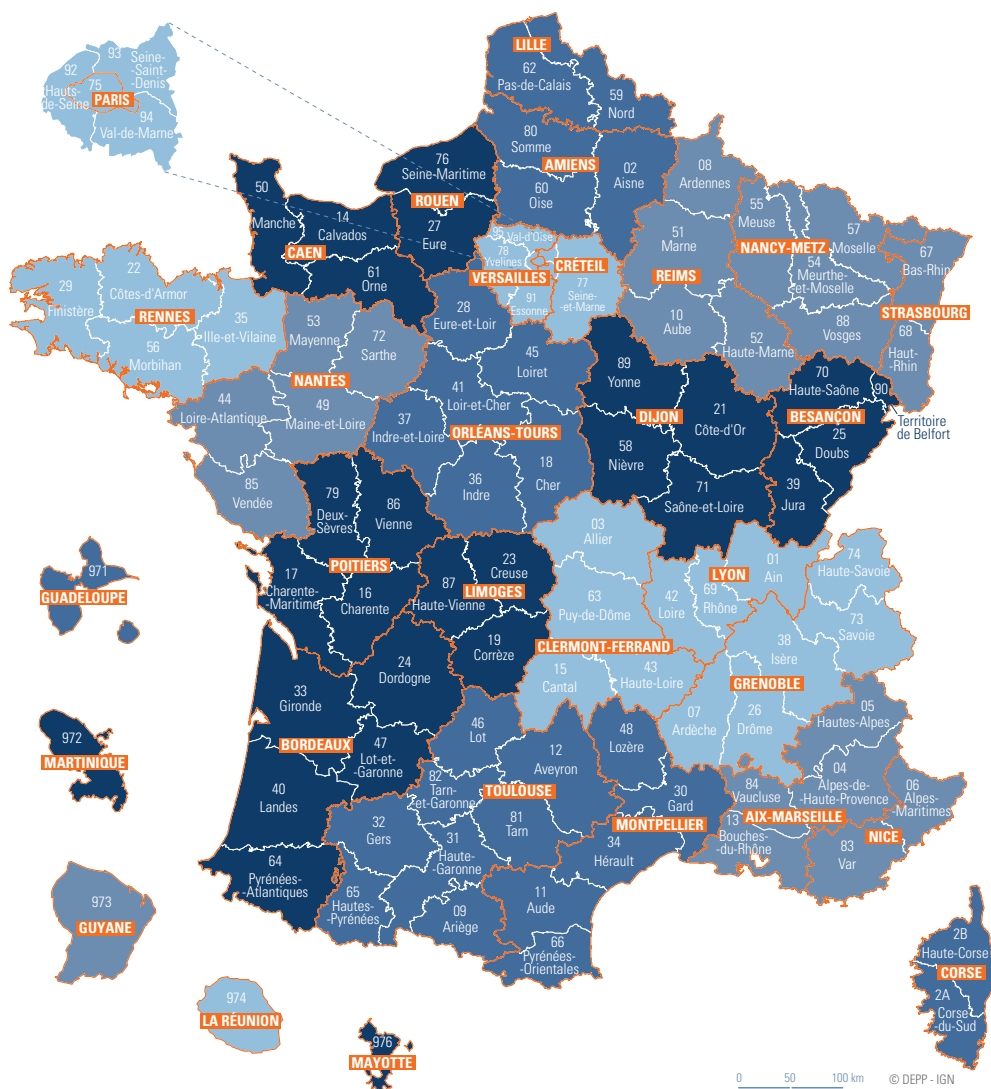 93
Seine-
-Saint-
-Denis
92
Hauts-
-de-Seine
75
PARIS
94
Val-de-Marne
LILLE
62
Pas-de-Calais
59
Nord
80
Somme
AMIENS
02
Aisne
60
Oise
76
Seine-Maritime
ROUEN
27
Eure
50
Manche
14
Calvados
CAEN
61
Orne
08
Ardennes
51
Marne
REIMS
10
Aube
52
Haute-Marne
55
Meuse
57
Moselle
NANCY-METZ
54
Meurthe-
-et-Moselle
88
Vosges
67
Bas-Rhin
STRASBOURG
68
Haut-
-Rhin
95
Val-d'Oise
78
Yvelines
VERSAILLES
CRÉTEIL
91
Essonne
77
Seine-
-et-Marne
22
Côtes-d'Armor
29
Finistère
RENNES
35
Ille-et-Vilaine
56
Morbihan
53
Mayenne
72
Sarthe
NANTES
44
Loire-Atlantique
49
Maine-et-Loire
85
Vendée
28
Eure-et-Loir
45
Loiret
41
Loir-et-Cher
37
Indre-et-Loire
ORLÉANS-TOURS
18
Cher
36
Indre
89
Yonne
DIJON
21
Côte-d'Or
58
Nièvre
71
Saône-et-Loire
70
Haute-Saône
90
Territoire
de Belfort
BESANÇON
25
Doubs
39
Jura
79
Deux-
-Sèvres
86
Vienne
POITIERS
17
Charente-
-Maritime
16
Charente
23
Creuse
87
Haute-Vienne
LIMOGES
19
Corrèze
03
Allier
63
Puy-de-Dôme
CLERMONT-FERRAND
15
Cantal
43
Haute-Loire
42
Loire
69
Rhône
LYON
01
Ain
74
Haute-Savoie
73
Savoie
38
Isère
GRENOBLE
07
Ardèche
26
Drôme
24
Dordogne
33
Gironde
BORDEAUX
47
Lot-et-
-Garonne
40
Landes
64
Pyrénées-
-Atlantiques
46
Lot
12
Aveyron
82
Tarn-
-et-Garonne
TOULOUSE
32
Gers
31
Haute-
-Garonne
81
Tarn
65
Hautes-
-Pyrénées
09
Ariège
48
Lozère
30
Gard
MONTPELLIER
34
Hérault
11
Aude
66
Pyrénées-
-Orientales
05
Hautes-Alpes
84
Vaucluse
04
Alpes-de-
-Haute-Provence
AIX-MARSEILLE
13
Bouches-
-du-Rhône
06
Alpes-
-Maritimes
NICE
83
Var
971
GUADELOUPE
972
MARTINIQUE
973
GUYANE
974
LA RÉUNION
976
MAYOTTE
2B
Haute-Corse
CORSE
2A
Corse-
-du-Sud
0 50 100 km
© DEPP - IGN